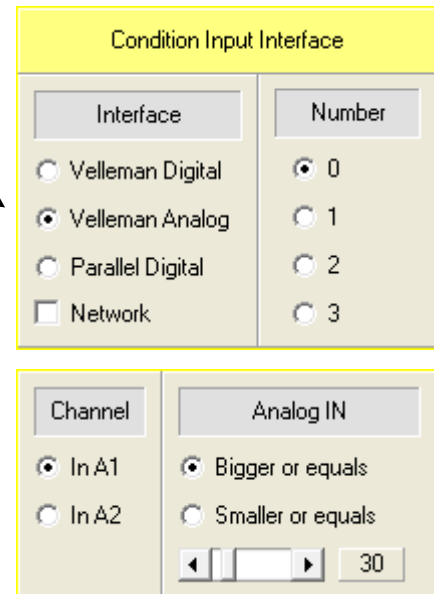 Condition Input Interface
Interface
Velleman Digital
Velleman Analog
Parallel Digital
Network
Number
0
1
2
3
Channel
In A1
In A2
Analog IN
Bigger or equals
Smaller or equals
30